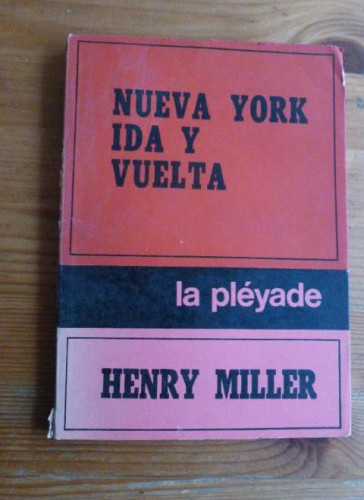 NUEVA YORK
IDA Y
VUELTA
la pléyade
HENRY MILLER